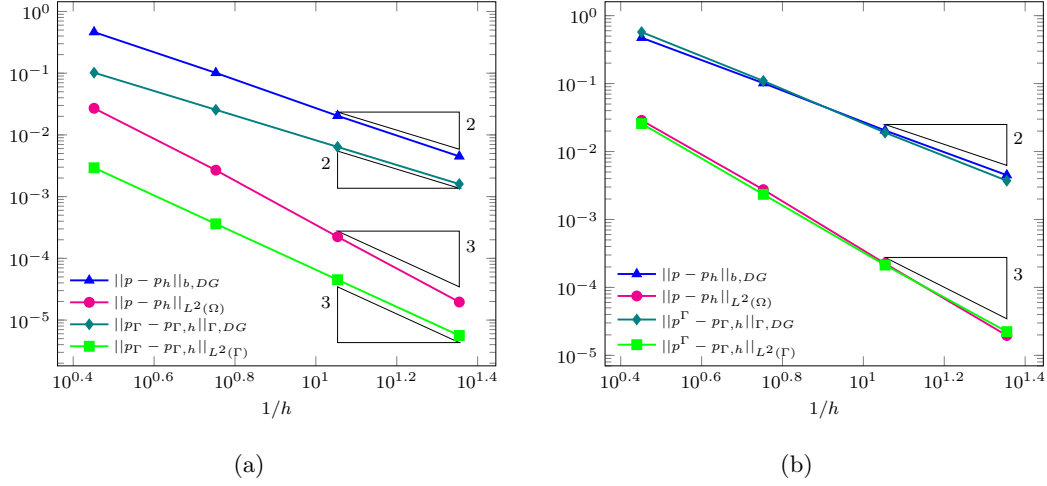 10^0
10^{-1}
10^{-2}
10^{-3}
10^{-4}
10^{-5}
2
2
3
3
||p − p_h||_{b,DG}
||p − p_h||_{L^2(Ω)}
||p_Γ − p_{Γ,h}||_{Γ,DG}
||p_Γ − p_{Γ,h}||_{L^2(Γ)}
10^{0.4} 10^{0.6} 10^{0.8} 10^1 10^{1.2} 10^{1.4}
1/h
(a)
10^0
10^{-1}
10^{-2}
10^{-3}
10^{-4}
10^{-5}
2
3
||p − p_h||_{b,DG}
||p − p_h||_{L^2(Ω)}
||p^Γ − p_{Γ,h}||_{Γ,DG}
||p^Γ − p_{Γ,h}||_{L^2(Γ)}
10^{0.4} 10^{0.6} 10^{0.8} 10^1 10^{1.2} 10^{1.4}
1/h
(b)